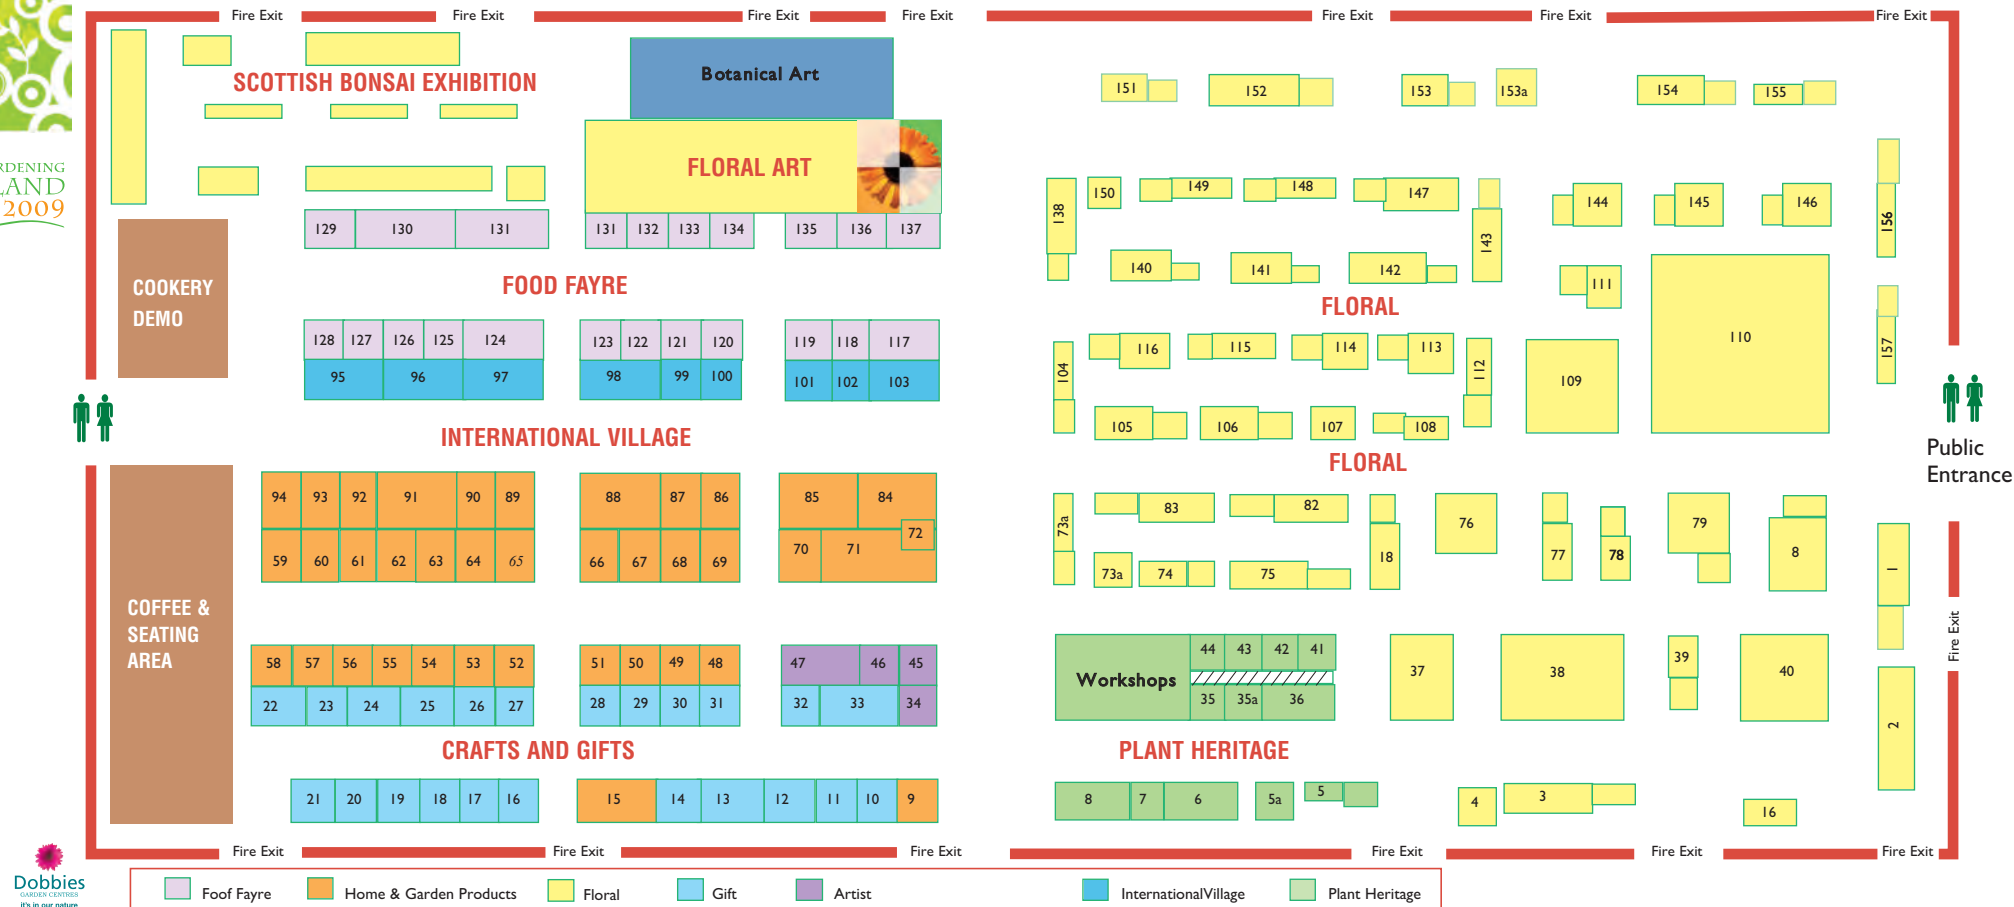 Fire Exit Fire Exit Fire Exit Fire Exit Fire Exit Fire Exit Fire Exit
SCOTTISH BONSAI EXHIBITION
Botanical Art
151 152 153 153a 154 155
RDENING
LAND
2009
FLORAL ART
138 150 149 148 147 143 144 145 146 156
129 130 131 131 132 133 134 135 136 137
COOKERY
DEMO
FOOD FAYRE
140 141 142 111
FLORAL
128 127 126 125 124 123 122 121 120 119 118 117
95 96 97 98 99 100 101 102 103
104 116 115 114 113 112 109 110 157
105 106 107 108
INTERNATIONAL VILLAGE
FLORAL
Public
Entrance
94 93 92 91 90 89 88 87 86 85 84
72
59 60 61 62 63 64 65 66 67 68 69 70 71
73a 83 82 18 76 77 78 79 8 1
73a 74 75
COFFEE &
SEATING
AREA
58 57 56 55 54 53 52 51 50 49 48 47 46 45
22 23 24 25 26 27 28 29 30 31 32 33 34
Workshops
44 43 42 41
35 35a 36
37 38 39 40 2
Fire Exit
CRAFTS AND GIFTS
PLANT HERITAGE
21 20 19 18 17 16 15 14 13 12 11 10 9
8 7 6 5a 5 4 3 16
Fire Exit Fire Exit Fire Exit Fire Exit Fire Exit Fire Exit
Dobbies
GARDEN CENTRES
it's in our nature
Foof Fayre Home & Garden Products Floral Gift Artist InternationalVillage Plant Heritage